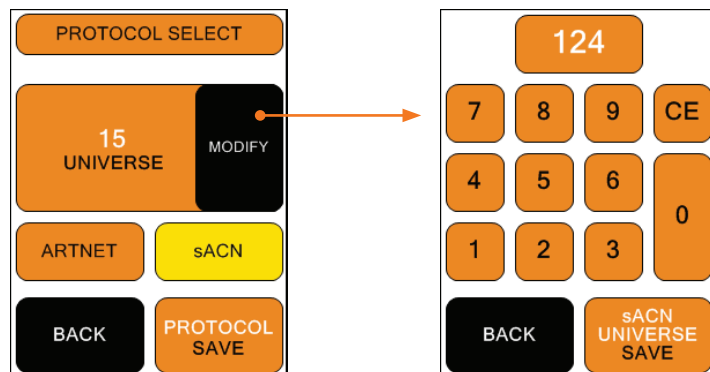 PROTOCOL SELECT
15
UNIVERSE
MODIFY
ARTNET
sACN
BACK
PROTOCOL
SAVE
124
7
8
9
CE
4
5
6
0
1
2
3
BACK
sACN
UNIVERSE
SAVE